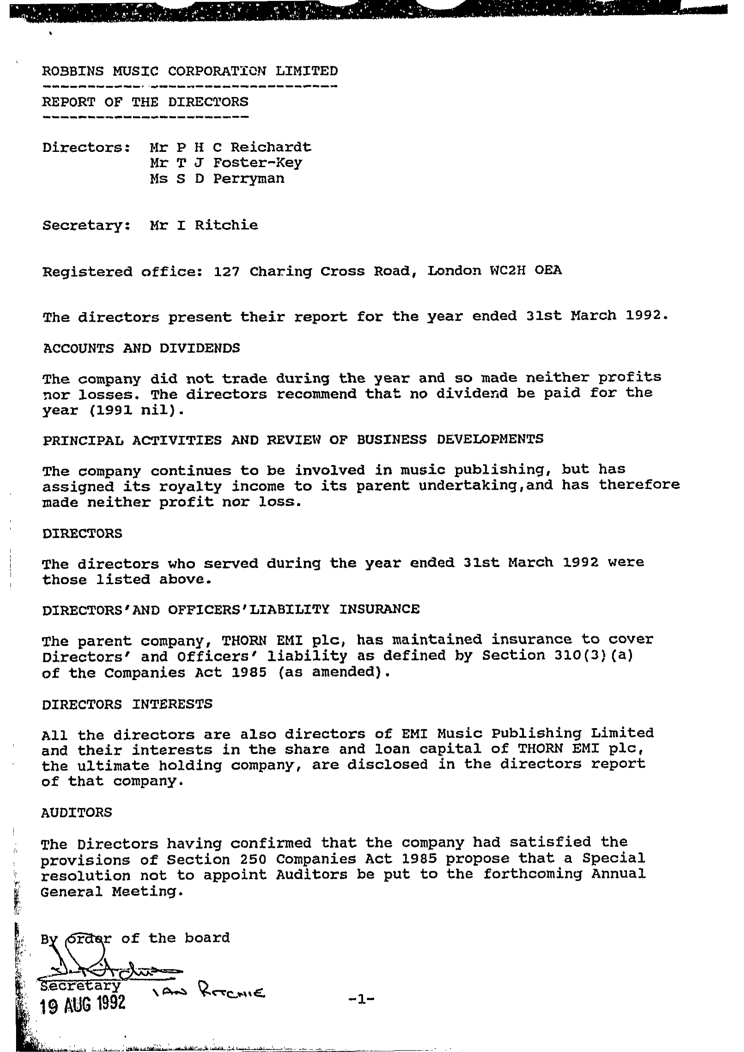 ROBBINS MUSIC CORPORATION LIMITED
REPORT OF THE DIRECTORS
Directors: Mr P H C Reichardt
Mr T J Foster-Key
Ms S D Perryman
Secretary: Mr I Ritchie
Registered office: 127 Charing Cross Road, London WC2H OEA
The directors present their report for the year ended 31st March 1992.
ACCOUNTS AND DIVIDENDS
The company did not trade during the year and so made neither profits
nor losses. The directors recommend that no dividend be paid for the
year (1991 nil).
PRINCIPAL ACTIVITIES AND REVIEW OF BUSINESS DEVELOPMENTS
The company continues to be involved in music publishing, but has
assigned its royalty income to its parent undertaking,and has therefore
made neither profit nor loss.
DIRECTORS
The directors who served during the year ended 31st March 1992 were
those listed above.
DIRECTORS'AND OFFICERS'LIABILITY INSURANCE
The parent company, THORN EMI plc, has maintained insurance to cover
Directors' and Officers' liability as defined by Section 310(3)(a)
of the Companies Act 1985 (as amended).
DIRECTORS INTERESTS
All the directors are also directors of EMI Music Publishing Limited
and their interests in the share and loan capital of THORN EMI plc,
the ultimate holding company, are disclosed in the directors report
of that company.
AUDITORS
The Directors having confirmed that the company had satisfied the
provisions of Section 250 Companies Act 1985 propose that a Special
resolution not to appoint Auditors be put to the forthcoming Annual
General Meeting.
By order of the board
Secretary IAN RITCHIE
19 AUG 1992
-1-